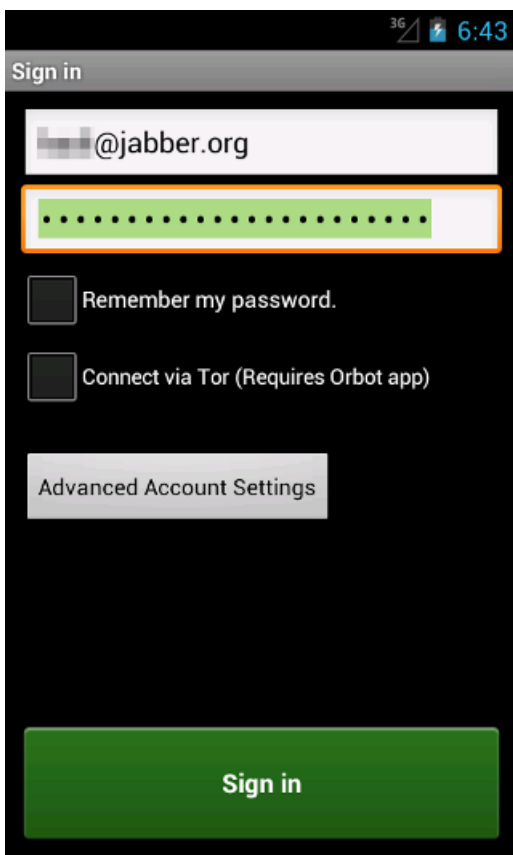 3G 6:43
Sign in
@jabber.org
Remember my password.
Connect via Tor (Requires Orbot app)
Advanced Account Settings
Sign in